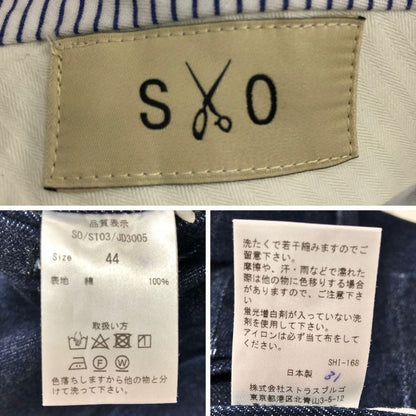 S O
品質表示
SO/ST03/JD3005
Size 44
表地 綿 100%
取扱い方
色落ちしますから他の物と分けて洗って下さい。
洗たくで若干縮みますのでご
留意下さい。
摩擦や、汗・雨などで濡れた
際は他の物に色移りする場合
がありますので、ご注意下さ
い。
蛍光増白剤が入っていない洗
剤を使用して下さい。
アイロンは必ず当て布をして
下さい。
SHI-168
日本製 31
株式会社ストラスブルゴ
東京都港区北青山3-5-12